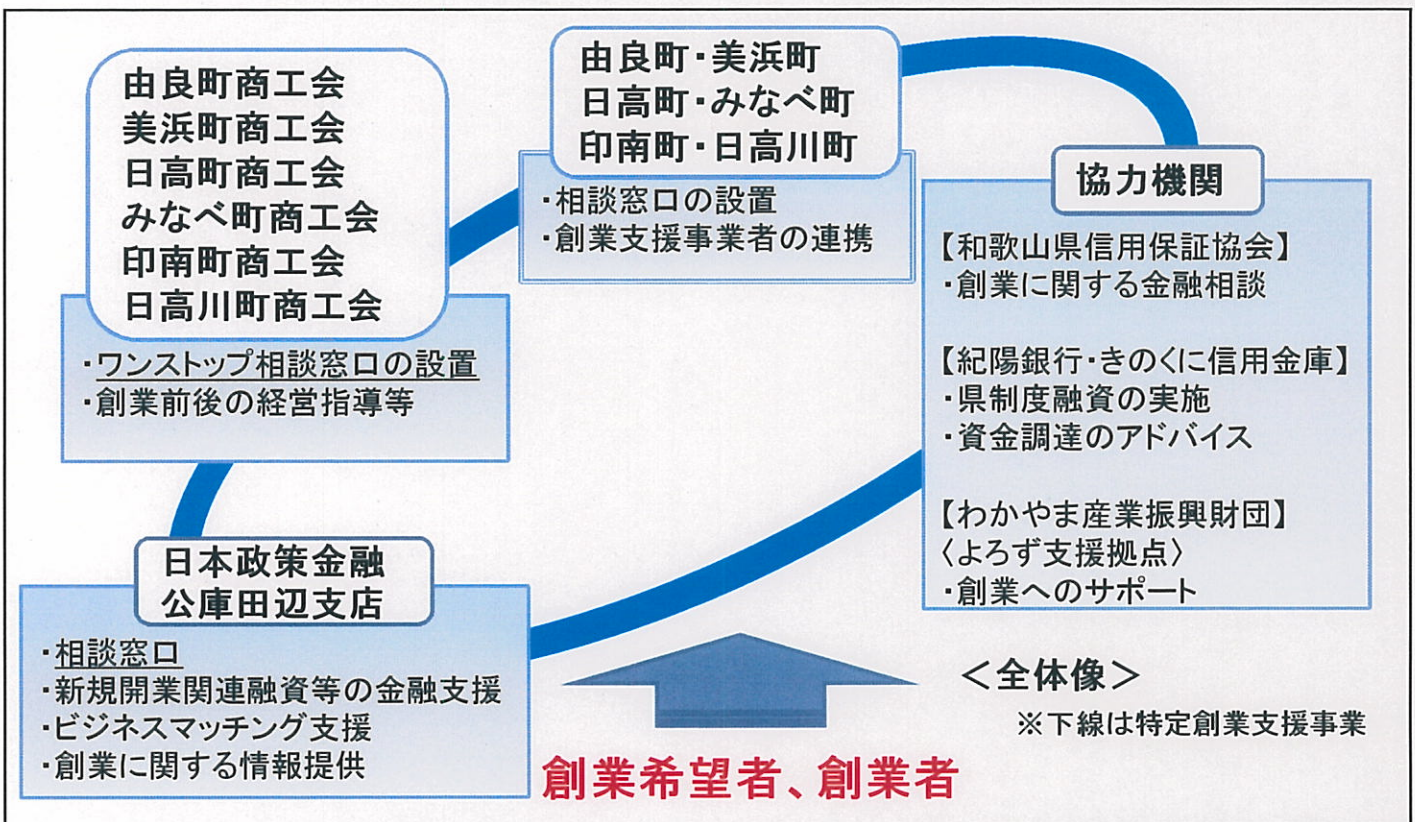 由良町商工会
美浜町商工会
日高町商工会
みなべ町商工会
印南町商工会
日高川町商工会
・ワンストップ相談窓口の設置
・創業前後の経営指導等
由良町・美浜町
日高町・みなべ町
印南町・日高川町
・相談窓口の設置
・創業支援事業者の連携
協力機関
【和歌山県信用保証協会】
・創業に関する金融相談
【紀陽銀行・きのくに信用金庫】
・県制度融資の実施
・資金調達のアドバイス
【わかやま産業振興財団】
〈よろず支援拠点〉
・創業へのサポート
日本政策金融
公庫田辺支店
・相談窓口
・新規開業関連融資等の金融支援
・ビジネスマッチング支援
・創業に関する情報提供
＜全体像＞
※下線は特定創業支援事業
創業希望者、創業者